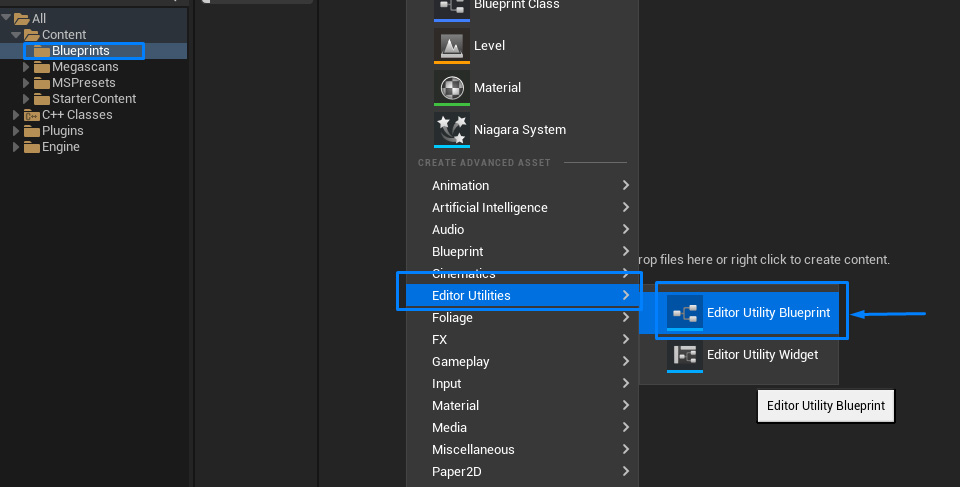 All
Content
Blueprints
Megascans
MSPresets
StarterContent
C++ Classes
Plugins
Engine
Blueprint Class
Level
Material
Niagara System
CREATE ADVANCED ASSET
Animation
Artificial Intelligence
Audio
Blueprint
Cinematics
Editor Utilities
Foliage
FX
Gameplay
Input
Material
Media
Miscellaneous
Paper2D
rop files here or right click to create content.
Editor Utility Blueprint
Editor Utility Widget
Editor Utility Blueprint